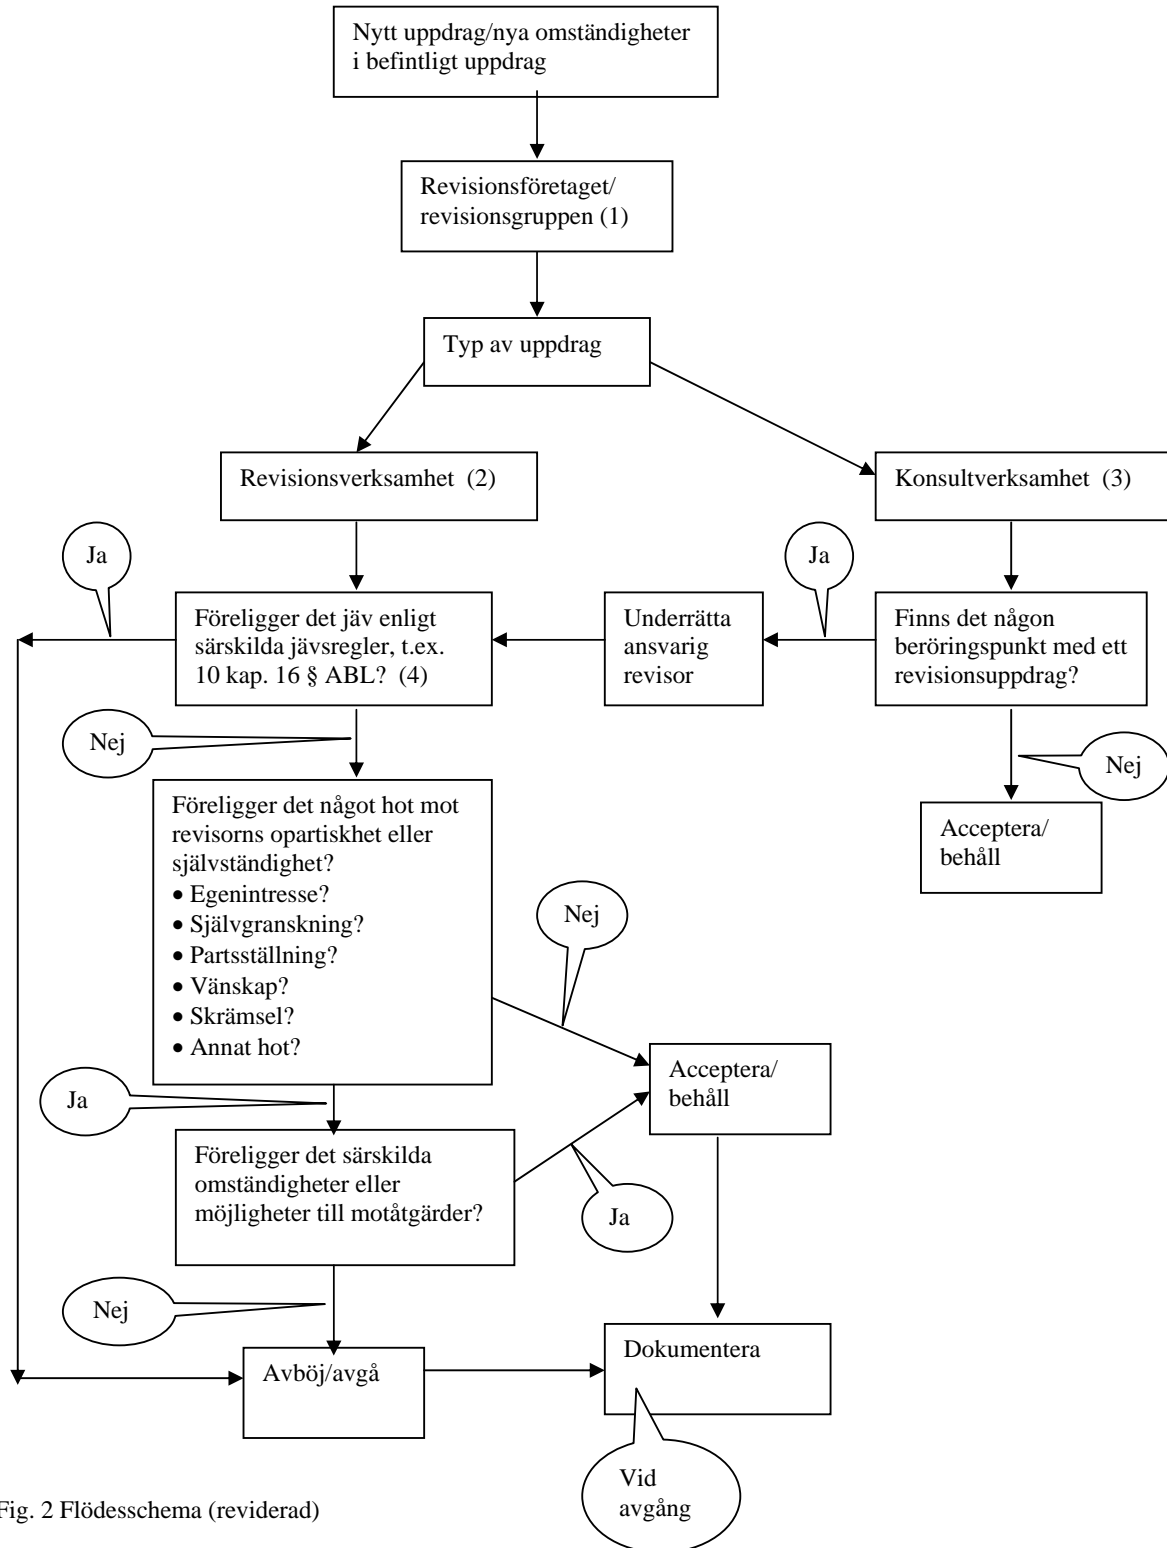 Nytt uppdrag/nya omständigheter
i befintligt uppdrag
Revisionsföretaget/
revisionsgruppen (1)
Typ av uppdrag
Revisionsverksamhet (2)
Konsultverksamhet (3)
Ja
Ja
Föreligger det jäv enligt
särskilda jävsregler, t.ex.
10 kap. 16 § ABL? (4)
Underrätta
ansvarig
revisor
Finns det någon
beröringspunkt med ett
revisionsuppdrag?
Nej
Nej
Föreligger det något hot mot
revisorns opartiskhet eller
självständighet?
• Egenintresse?
• Självgranskning?
• Partsställning?
• Vänskap?
• Skrämsel?
• Annat hot?
Acceptera/
behåll
Nej
Ja
Acceptera/
behåll
Föreligger det särskilda
omständigheter eller
möjligheter till motåtgärder?
Ja
Nej
Avböj/avgå
Dokumentera
Vid
avgång
Fig. 2 Flödesschema (reviderad)